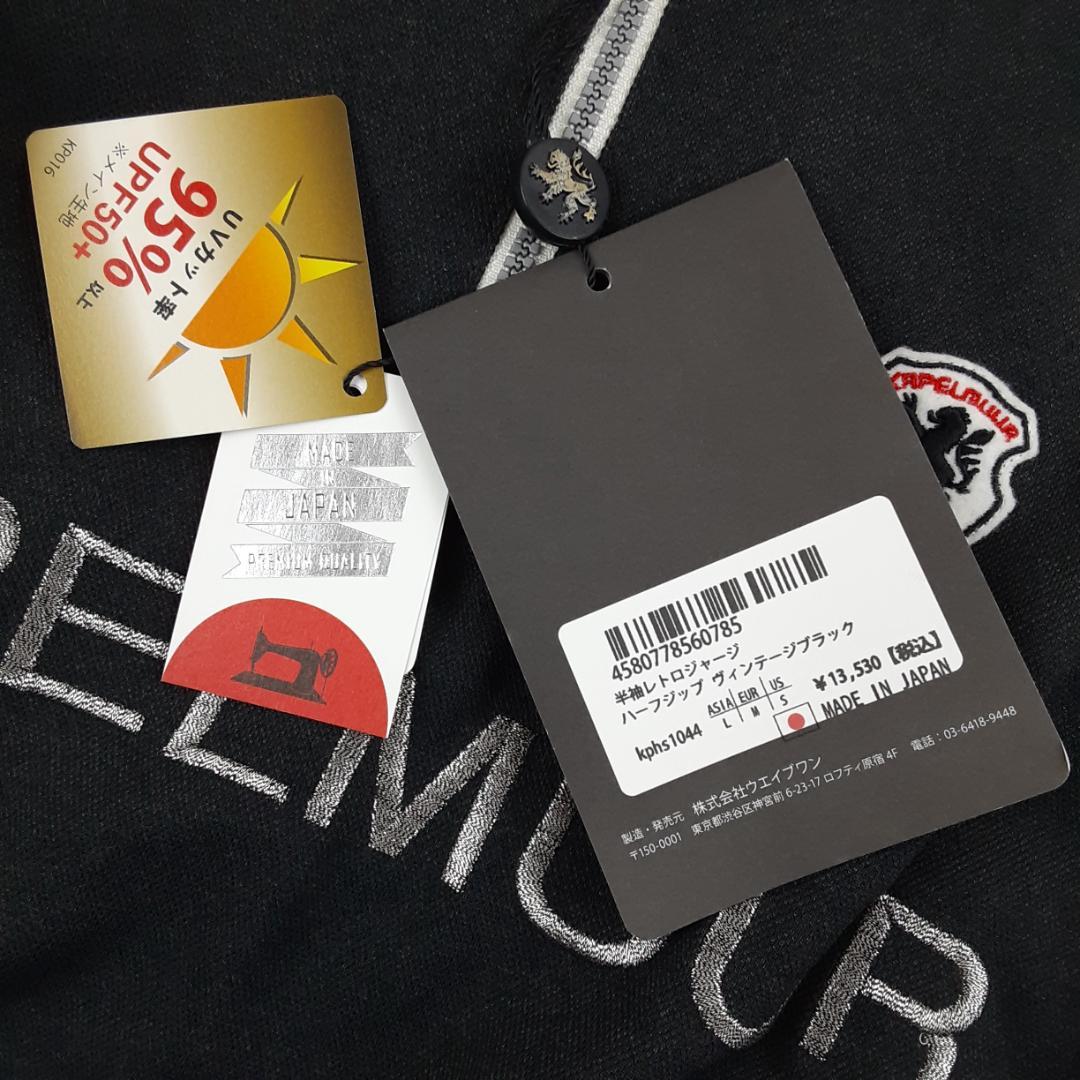 KP016
※メイン生地
UPF50+
95% 以上
UVカット率
MADE
IN
JAPAN
PREMIUM QUALITY
KAPELMUUR
4580778560785
半袖レトロジャージ
ハーフジップ ヴィンテージブラック
kphs1044 ASIA EUR US ¥13,530【税込】
L M S MADE IN JAPAN
製造・発売元 株式会社ウエイブワン
〒150-0001 東京都渋谷区神宮前 6-23-17 ロフティ原宿 4F 電話：03-6418-9448
PELMUUR